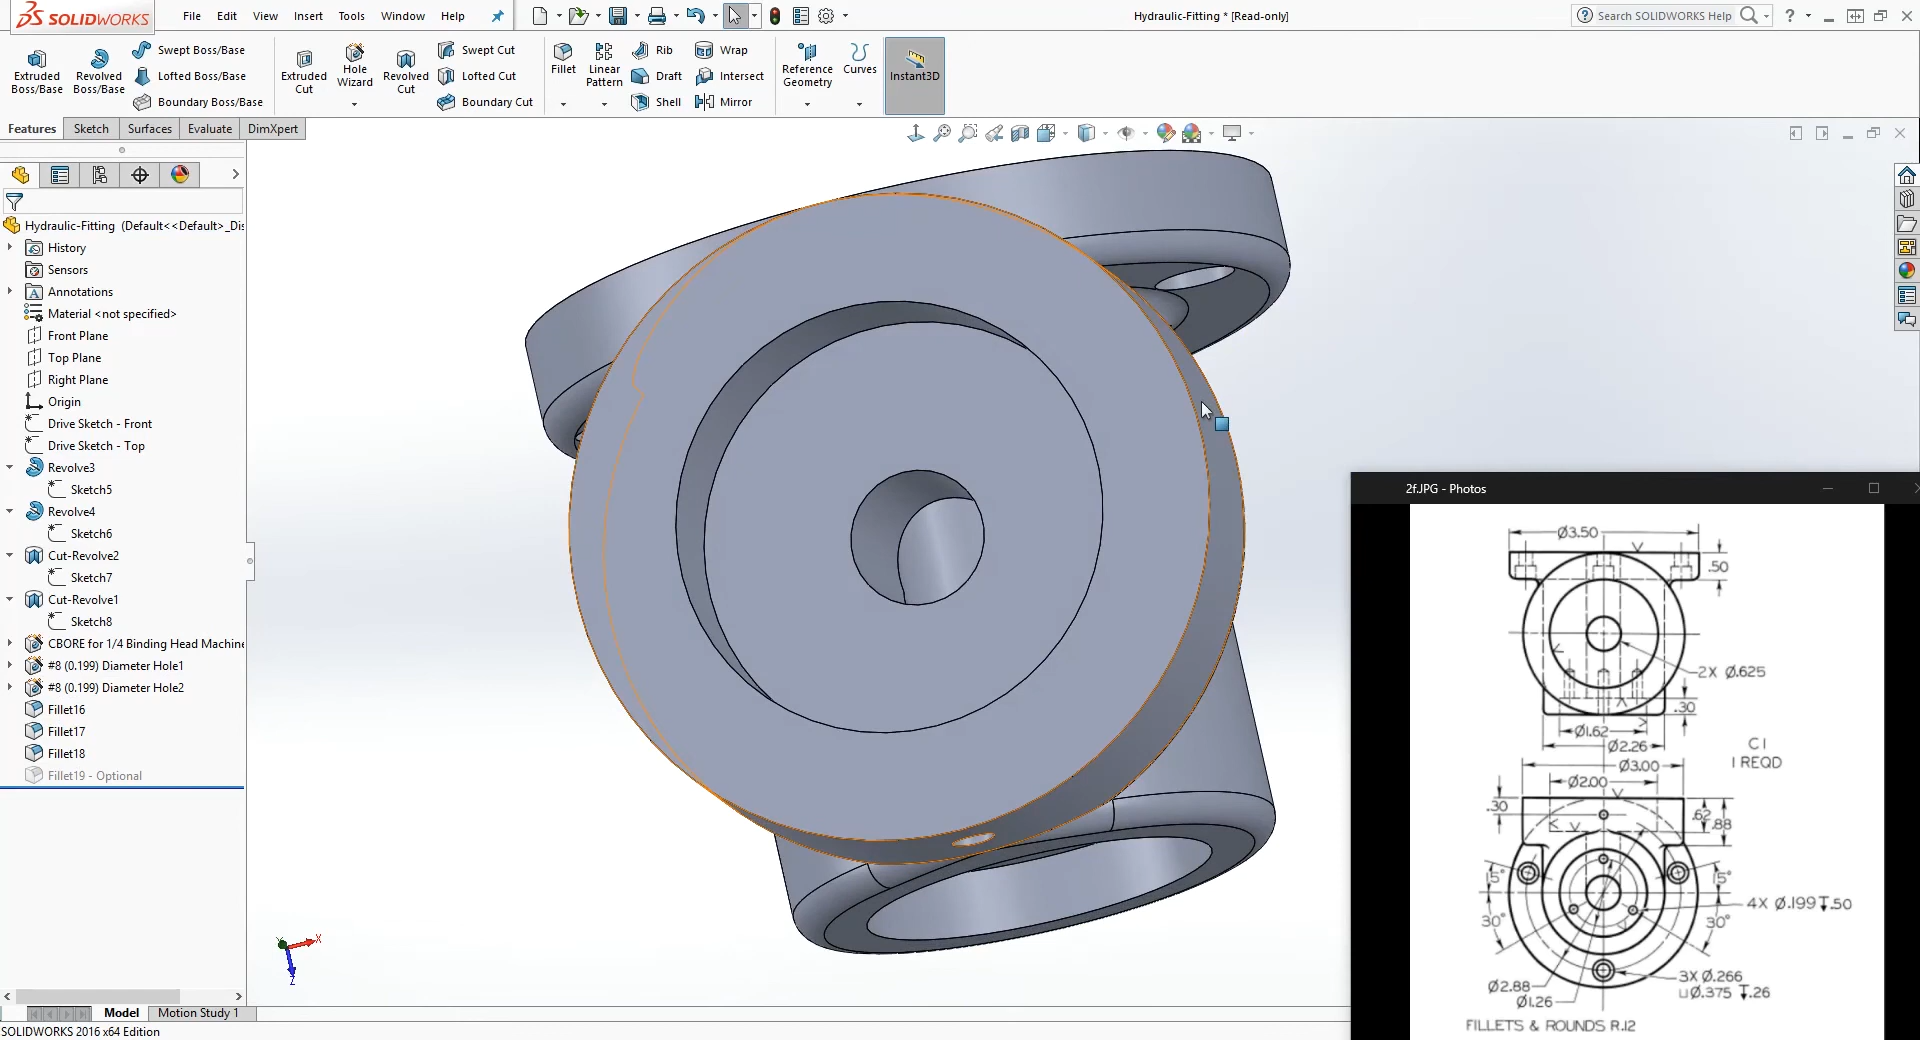 SOLIDWORKS
File Edit View Insert Tools Window Help
Hydraulic-Fitting * [Read-only]
Search SOLIDWORKS Help
?
Extruded Boss/Base
Revolved Boss/Base
Swept Boss/Base
Lofted Boss/Base
Boundary Boss/Base
Extruded Cut
Hole Wizard
Revolved Cut
Swept Cut
Lofted Cut
Boundary Cut
Fillet
Linear Pattern
Rib
Draft
Shell
Wrap
Intersect
Mirror
Reference Geometry
Curves
Instant3D
Features Sketch Surfaces Evaluate DimXpert
Hydraulic-Fitting (Default<<Default>_Dis
History
Sensors
Annotations
Material <not specified>
Front Plane
Top Plane
Right Plane
Origin
Drive Sketch - Front
Drive Sketch - Top
Revolve3
Sketch5
Revolve4
Sketch6
Cut-Revolve2
Sketch7
Cut-Revolve1
Sketch8
CBORE for 1/4 Binding Head Machine
#8 (0.199) Diameter Hole1
#8 (0.199) Diameter Hole2
Fillet16
Fillet17
Fillet18
Fillet19 - Optional
X
Y
Z
Model Motion Study 1
SOLIDWORKS 2016 x64 Edition
2f.JPG - Photos
Ø3.50
.50
2X Ø.625
.30
Ø1.62
Ø2.26
CI
1 REQD
Ø3.00
Ø2.00
.30
.62
.88
15°
15°
4X Ø.199↧.50
30°
30°
3X Ø.266
⌴Ø.375 ↧.26
Ø2.88
Ø1.26
FILLETS & ROUNDS R.12